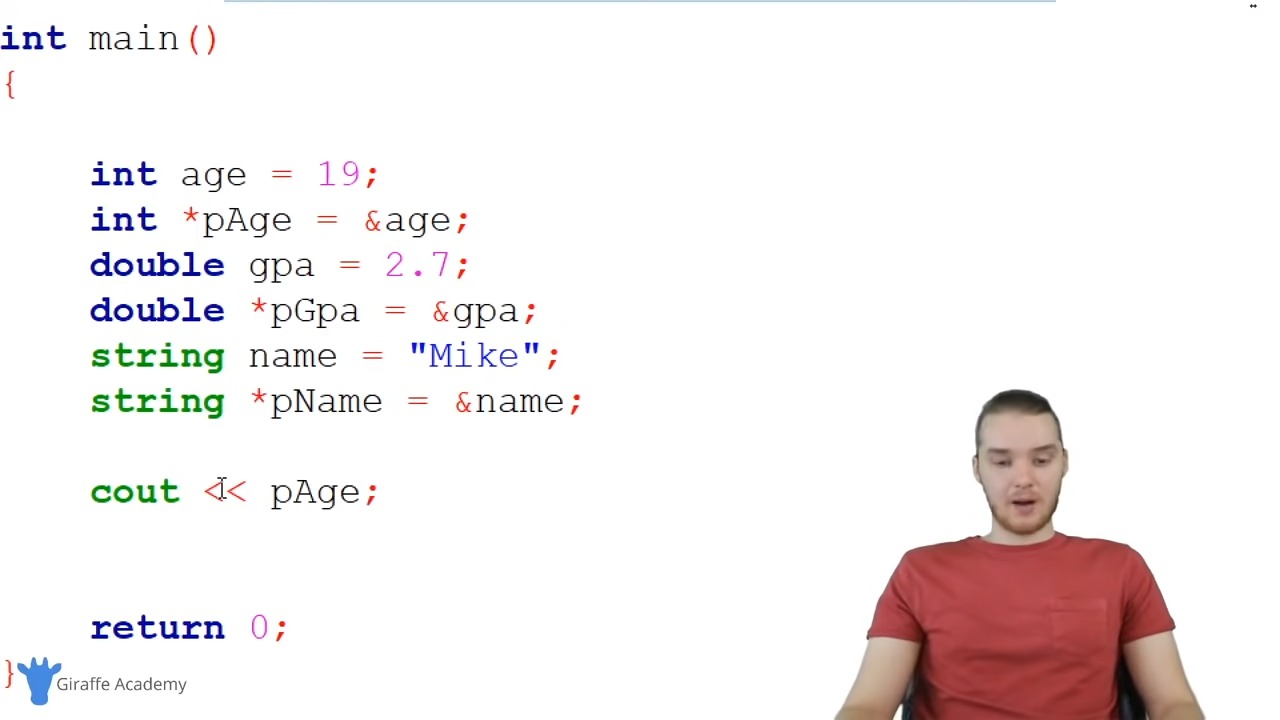 int main()
{
int age = 19;
int *pAge = &age;
double gpa = 2.7;
double *pGpa = &gpa;
string name = "Mike";
string *pName = &name;
cout << pAge;
return 0;
}
Giraffe Academy